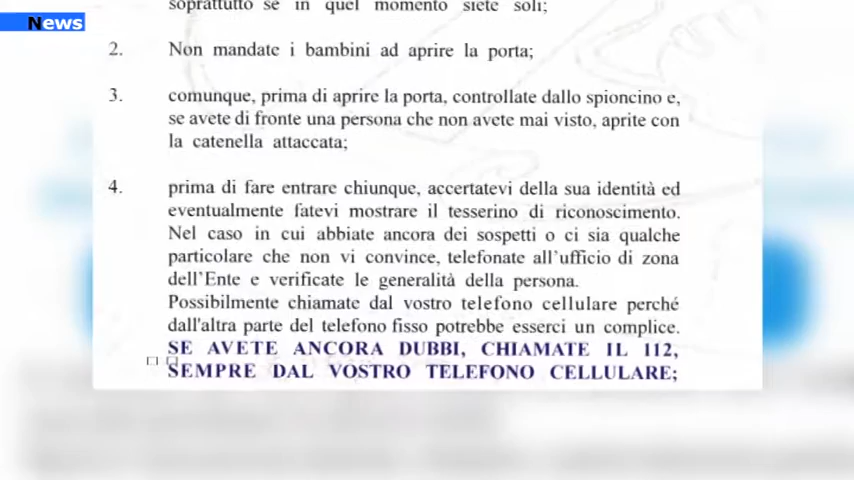 News
soprattutto se in quel momento siete soli;
2. Non mandate i bambini ad aprire la porta;
3. comunque, prima di aprire la porta, controllate dallo spioncino e,
se avete di fronte una persona che non avete mai visto, aprite con
la catenella attaccata;
4. prima di fare entrare chiunque, accertatevi della sua identità ed
eventualmente fatevi mostrare il tesserino di riconoscimento.
Nel caso in cui abbiate ancora dei sospetti o ci sia qualche
particolare che non vi convince, telefonate all'ufficio di zona
dell'Ente e verificate le generalità della persona.
Possibilmente chiamate dal vostro telefono cellulare perché
dall'altra parte del telefono fisso potrebbe esserci un complice.
SE AVETE ANCORA DUBBI, CHIAMATE IL 112,
SEMPRE DAL VOSTRO TELEFONO CELLULARE;